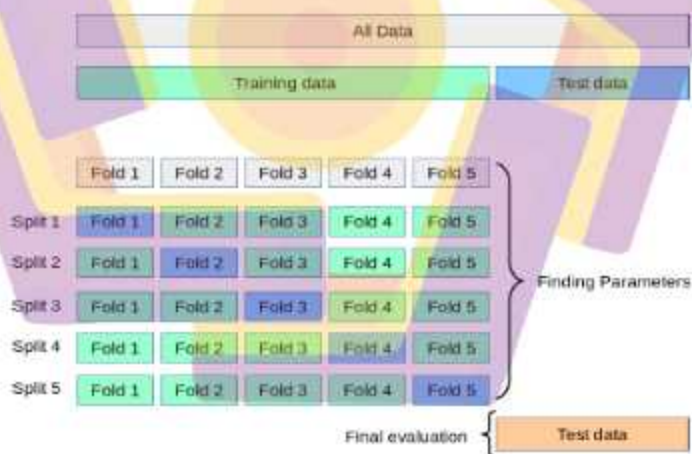 All Data
Training data Test data
Fold 1 Fold 2 Fold 3 Fold 4 Fold 5
Split 1 Fold 1 Fold 2 Fold 3 Fold 4 Fold 5
Split 2 Fold 1 Fold 2 Fold 3 Fold 4 Fold 5
Finding Parameters
Split 3 Fold 1 Fold 2 Fold 3 Fold 4 Fold 5
Split 4 Fold 1 Fold 2 Fold 3 Fold 4 Fold 5
Split 5 Fold 1 Fold 2 Fold 3 Fold 4 Fold 5
Final evaluation Test data